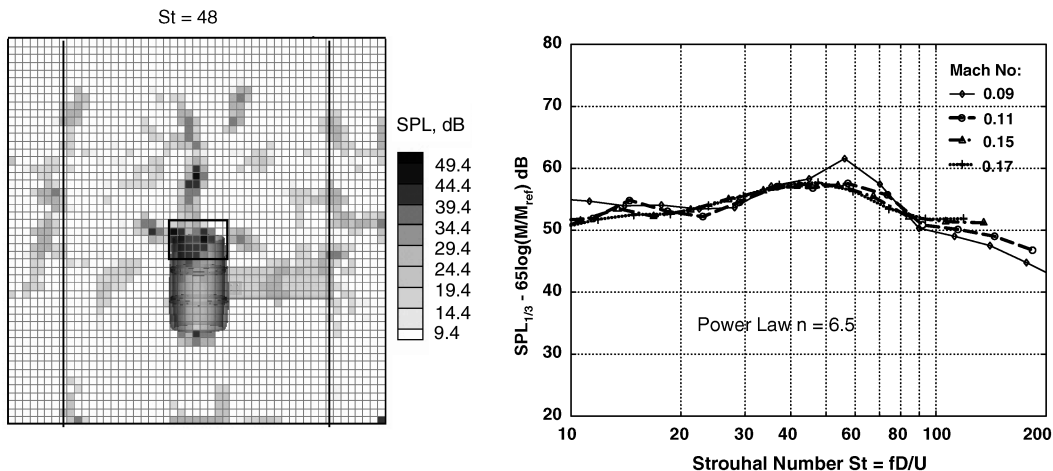 St = 48
SPL, dB
49.4
44.4
39.4
34.4
29.4
24.4
19.4
14.4
9.4
SPL1/3 - 65log(M/Mref) dB
80
70
60
50
40
30
20
Mach No:
0.09
0.11
0.15
0.17
Power Law n = 6.5
10 20 30 40 60 80 100 200
Strouhal Number St = fD/U